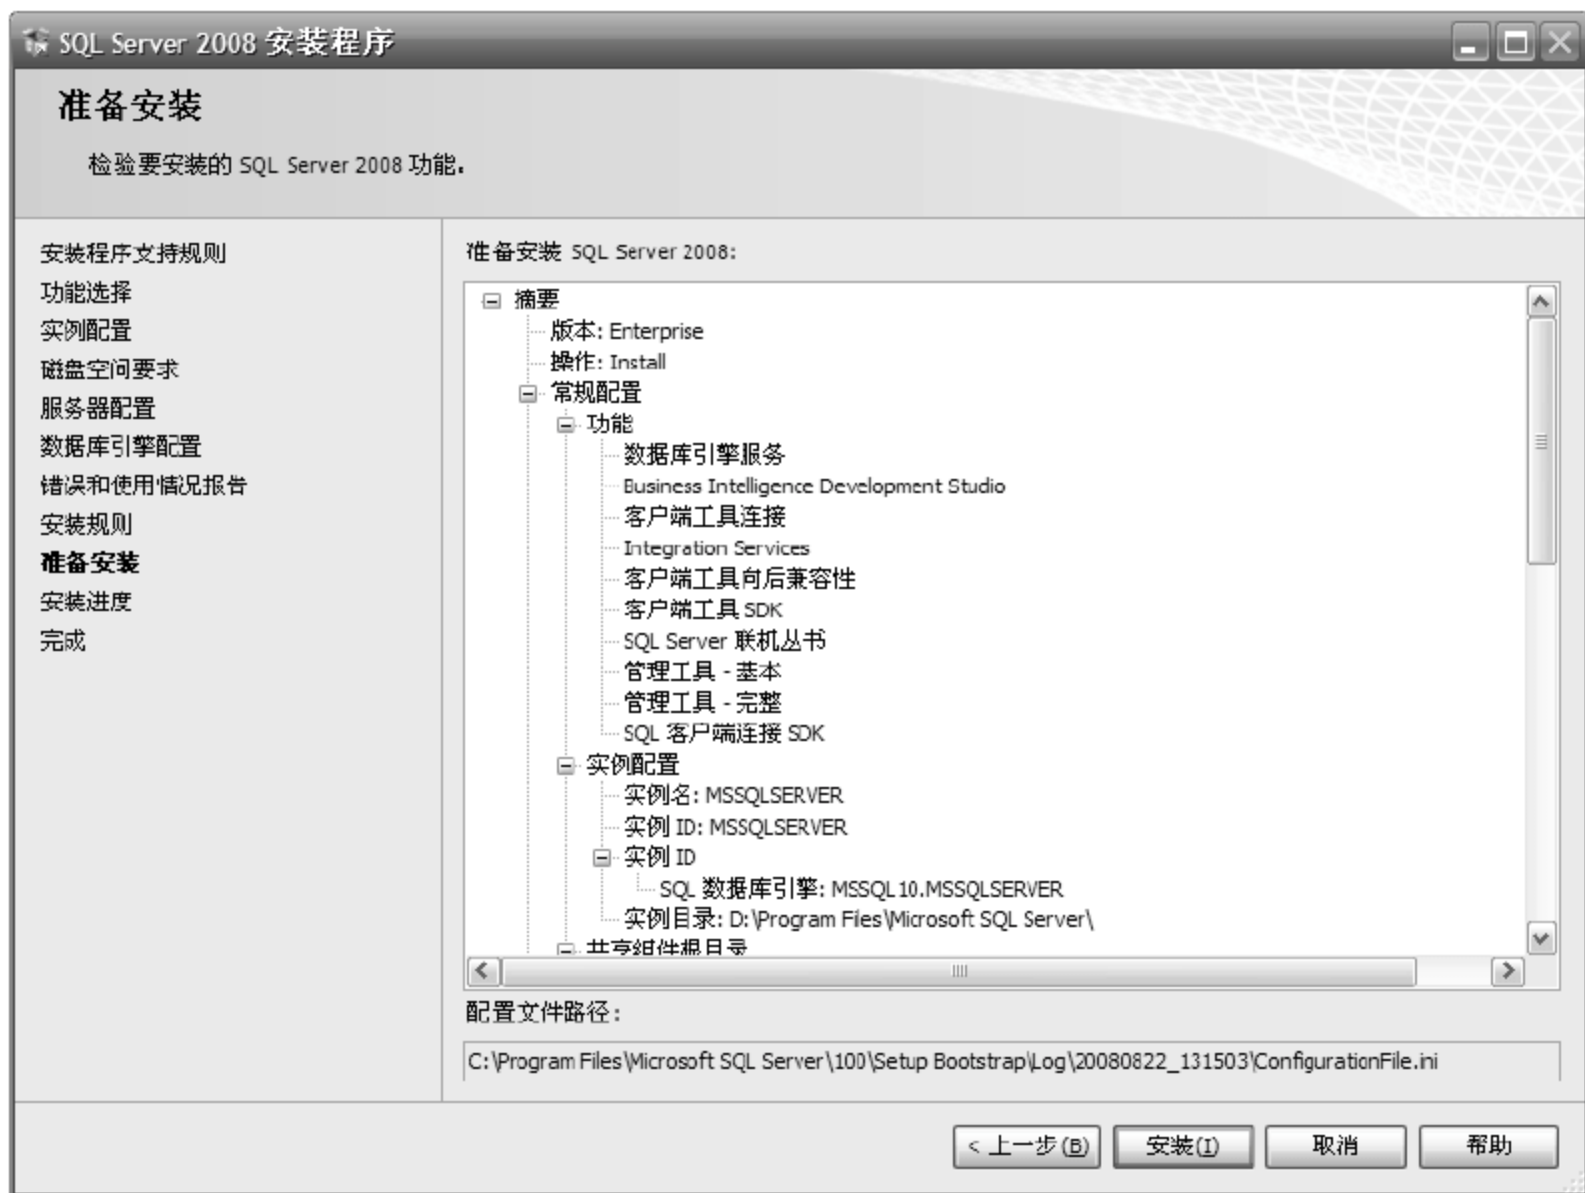 SQL Server 2008 安装程序
准备安装
检验要安装的 SQL Server 2008 功能。
安装程序支持规则
功能选择
实例配置
磁盘空间要求
服务器配置
数据库引擎配置
错误和使用情况报告
安装规则
准备安装
安装进度
完成
准备安装 SQL Server 2008:
摘要
版本: Enterprise
操作: Install
常规配置
功能
数据库引擎服务
Business Intelligence Development Studio
客户端工具连接
Integration Services
客户端工具向后兼容性
客户端工具 SDK
SQL Server 联机丛书
管理工具 - 基本
管理工具 - 完整
SQL 客户端连接 SDK
实例配置
实例名: MSSQLSERVER
实例 ID: MSSQLSERVER
实例 ID
SQL 数据库引擎: MSSQL10.MSSQLSERVER
实例目录: D:\Program Files\Microsoft SQL Server\
共享组件根目录
配置文件路径:
C:\Program Files\Microsoft SQL Server\100\Setup Bootstrap\Log\20080822_131503\ConfigurationFile.ini
< 上一步(B) 安装(I) 取消 帮助